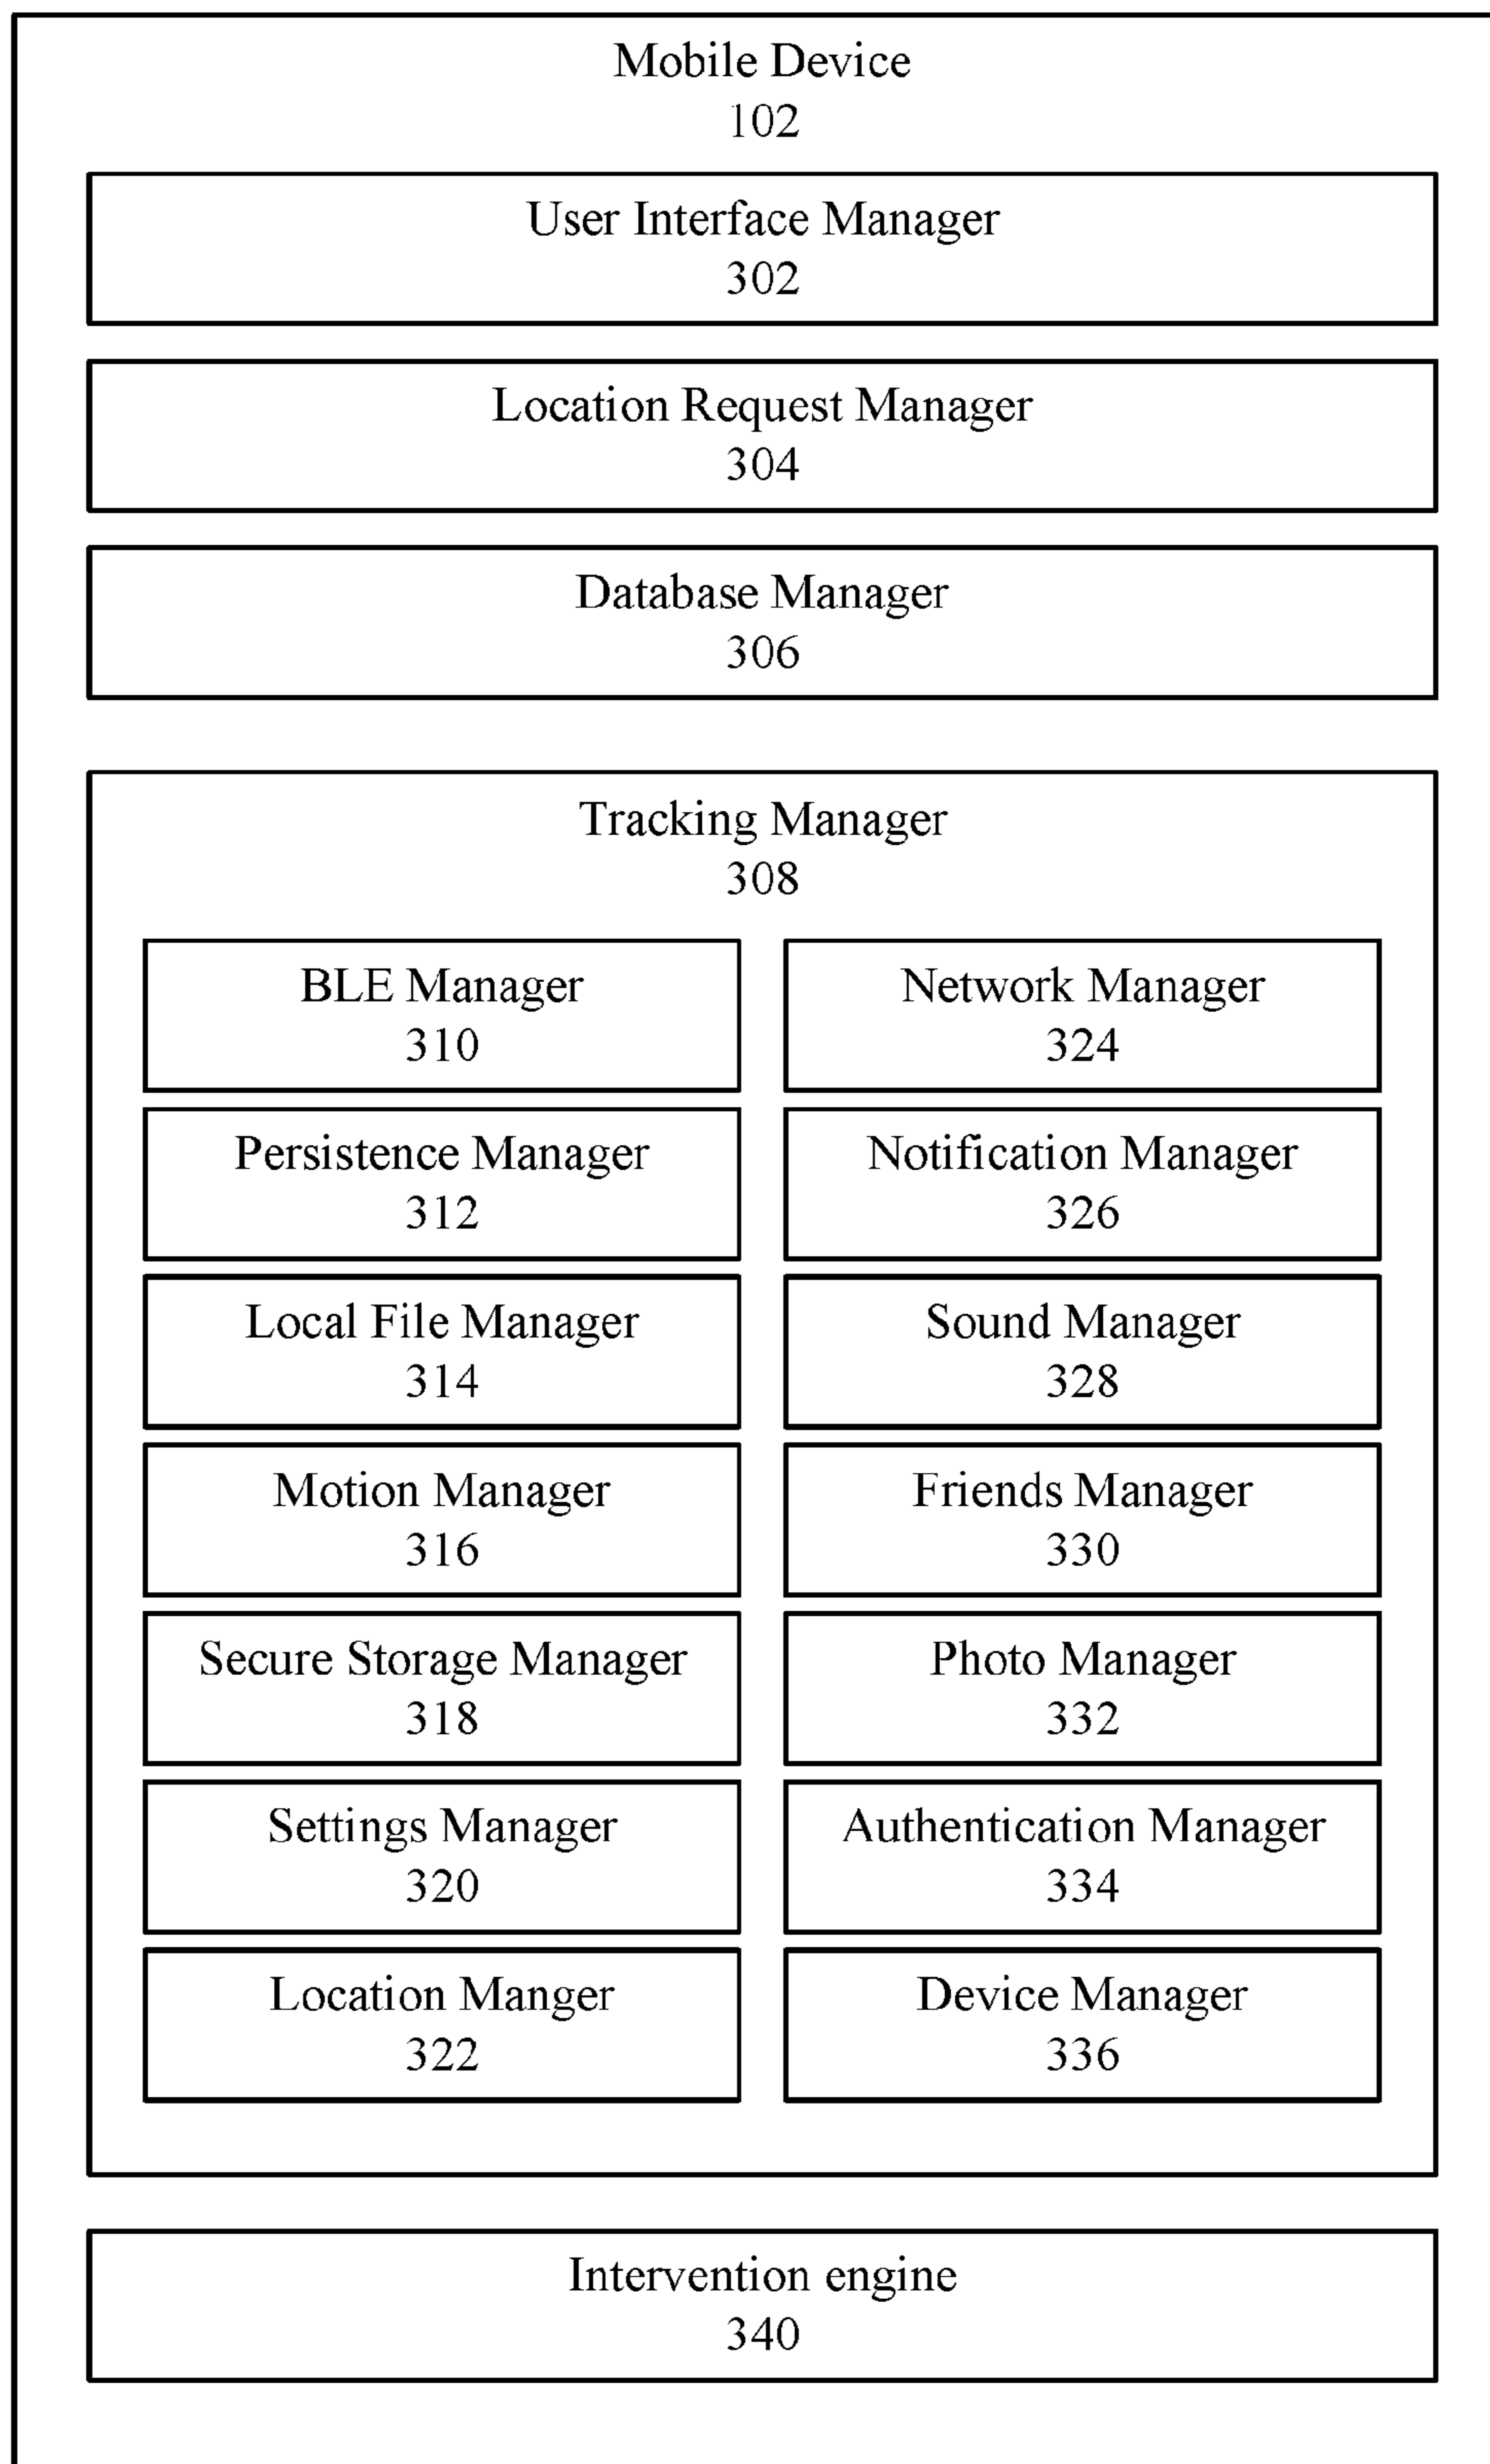 Mobile Device
102
User Interface Manager
302
Location Request Manager
304
Database Manager
306
Tracking Manager
308
BLE Manager
310
Network Manager
324
Persistence Manager
312
Notification Manager
326
Local File Manager
314
Sound Manager
328
Motion Manager
316
Friends Manager
330
Secure Storage Manager
318
Photo Manager
332
Settings Manager
320
Authentication Manager
334
Location Manger
322
Device Manager
336
Intervention engine
340